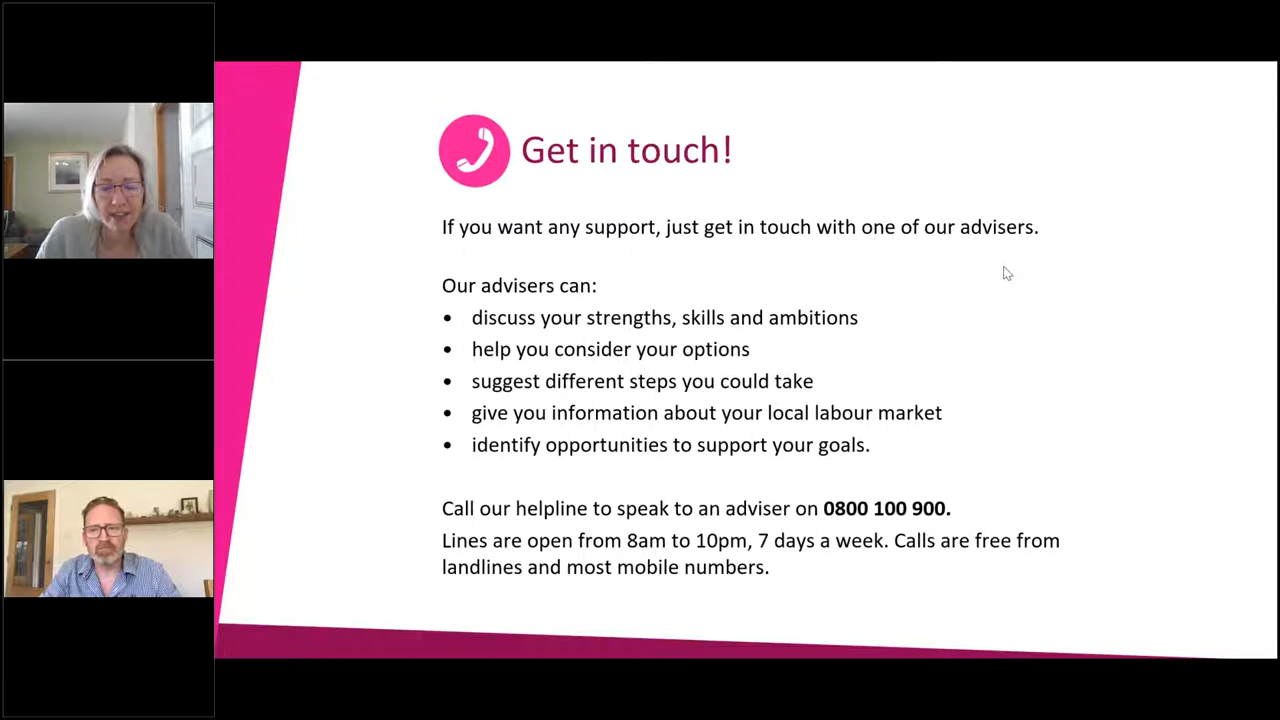 Get in touch!
If you want any support, just get in touch with one of our advisers.
Our advisers can:
• discuss your strengths, skills and ambitions
• help you consider your options
• suggest different steps you could take
• give you information about your local labour market
• identify opportunities to support your goals.
Call our helpline to speak to an adviser on 0800 100 900.
Lines are open from 8am to 10pm, 7 days a week. Calls are free from
landlines and most mobile numbers.